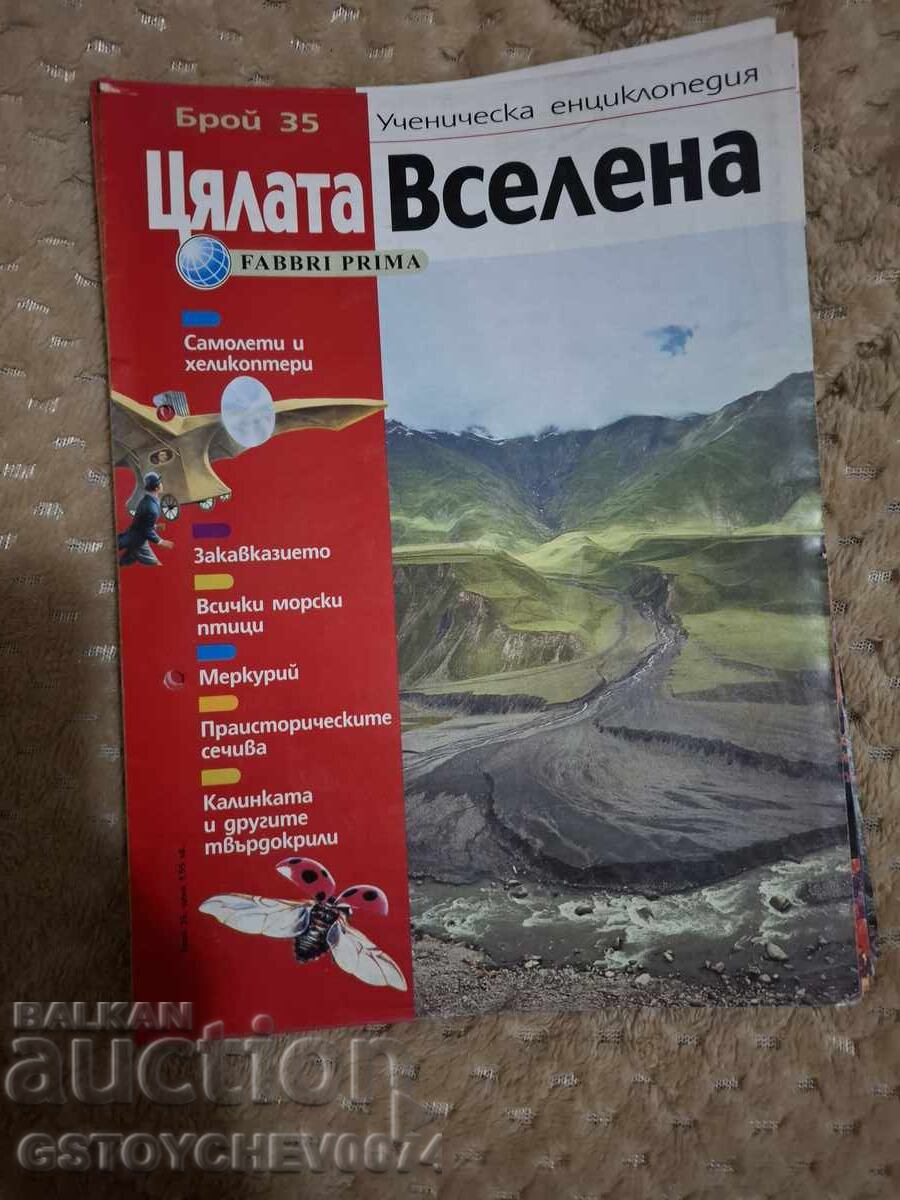 Брой 35
Ученическа енциклопедия
Цялата Вселена
FABBRI PRIMA
Самолети и
хеликоптери
Закавказието
Всички морски
птици
Меркурий
Праисторическите
сечива
Калинката
и другите
твърдокрили
BALKAN
auction
GSTOYCHEV0074